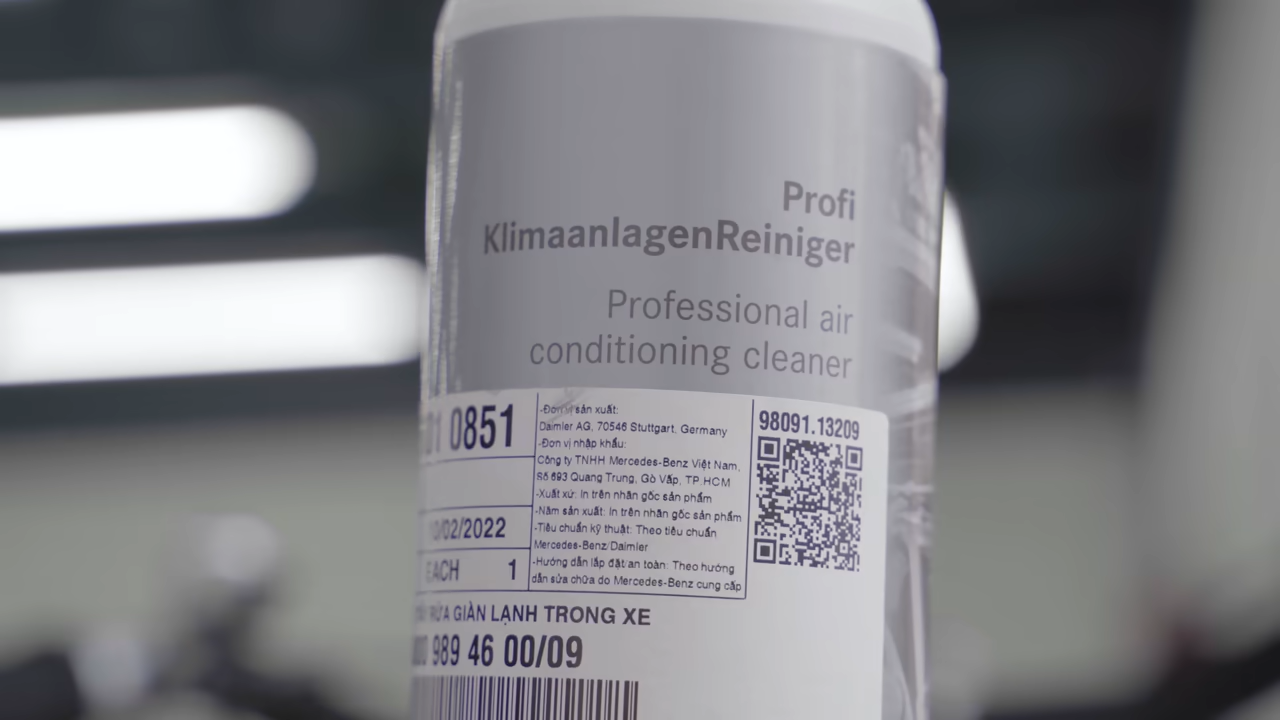 Profi
KlimaanlagenReiniger
Professional air
conditioning cleaner
0851
-Đơn vị sản xuất:
Daimler AG, 70546 Stuttgart, Germany
-Đơn vị nhập khẩu:
Công ty TNHH Mercedes-Benz Việt Nam,
Số 693 Quang Trung, Gò Vấp, TP HCM
-Xuất xứ: In trên nhãn gốc sản phẩm
-Năm sản xuất: In trên nhãn gốc sản phẩm
-Tiêu chuẩn kỹ thuật: Theo tiêu chuẩn
Mercedes-Benz/Daimler
-Hướng dẫn lắp đặt/an toàn: Theo hướng
dẫn sửa chữa do Mercedes-Benz cung cấp
98091.13209
/02/2022
EACH 1
RỬA GIÀN LẠNH TRONG XE
989 46 00/09